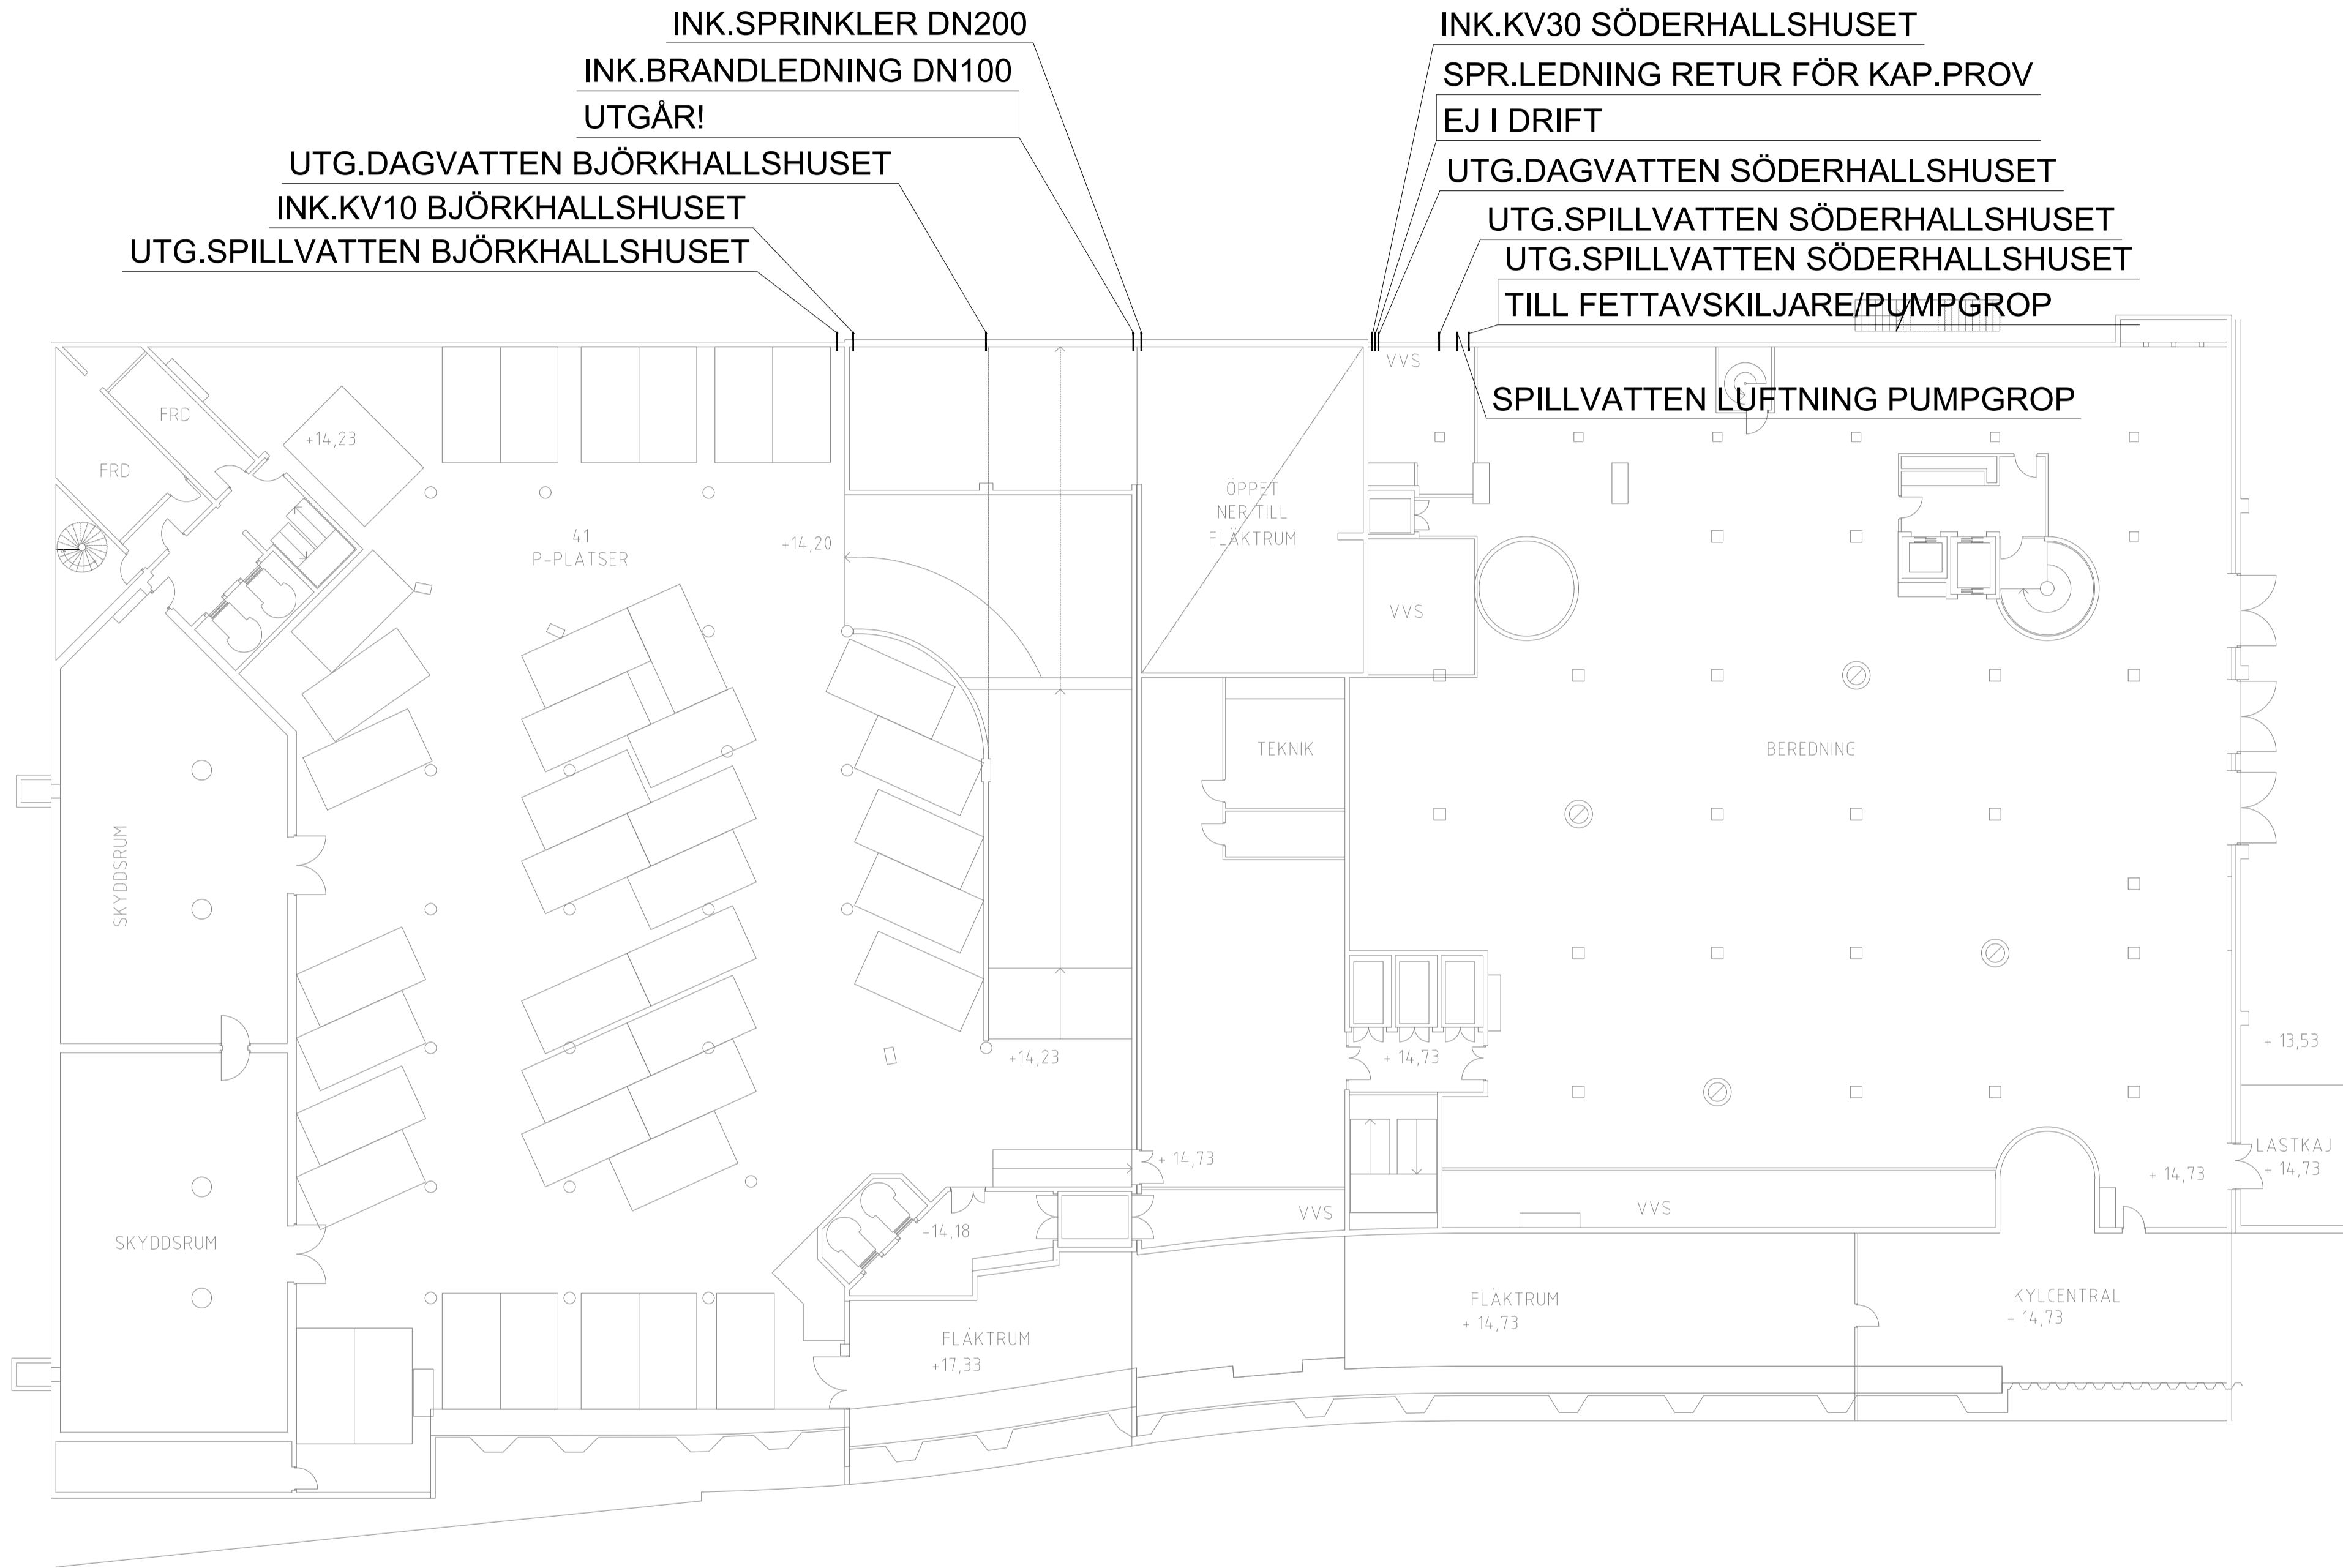 INK.SPRINKLER DN200
INK.BRANDLEDNING DN100
UTGÅR!
UTG.DAGVATTEN BJÖRKHALLSHUSET
INK.KV10 BJÖRKHALLSHUSET
UTG.SPILLVATTEN BJÖRKHALLSHUSET
INK.KV30 SÖDERHALLSHUSET
SPR.LEDNING RETUR FÖR KAP.PROV
EJ I DRIFT
UTG.DAGVATTEN SÖDERHALLSHUSET
UTG.SPILLVATTEN SÖDERHALLSHUSET
UTG.SPILLVATTEN SÖDERHALLSHUSET
TILL FETTAVSKILJARE/PUMPGROP
SPILLVATTEN LUFTNING PUMPGROP
VVS
FRD
+14,23
FRD
41
P-PLATSER
+14,20
ÖPPET
NER TILL
FLÄKTRUM
VVS
TEKNIK
BEREDNING
SKYDDSRUM
+14,23
+ 14,73
+ 13,53
+ 14,73
LASTKAJ
+ 14,73
+ 14,73
SKYDDSRUM
+14,18
VVS
VVS
FLÄKTRUM
+17,33
FLÄKTRUM
+ 14,73
KYLCENTRAL
+ 14,73